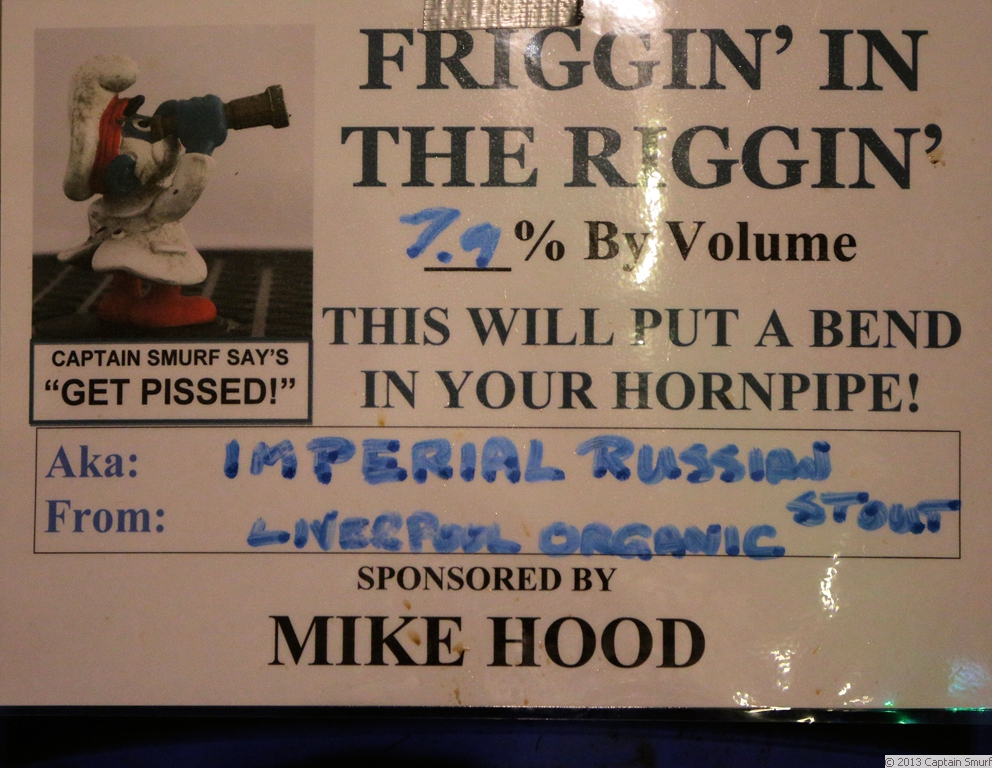 FRIGGIN' IN
THE RIGGIN'
7.9% By Volume
THIS WILL PUT A BEND
IN YOUR HORNPIPE!
CAPTAIN SMURF SAY'S
“GET PISSED!”
Aka: IMPERIAL RUSSIAN
STOUT
From: LIVERPOOL ORGANIC
SPONSORED BY
MIKE HOOD
© 2013 Captain Smurf